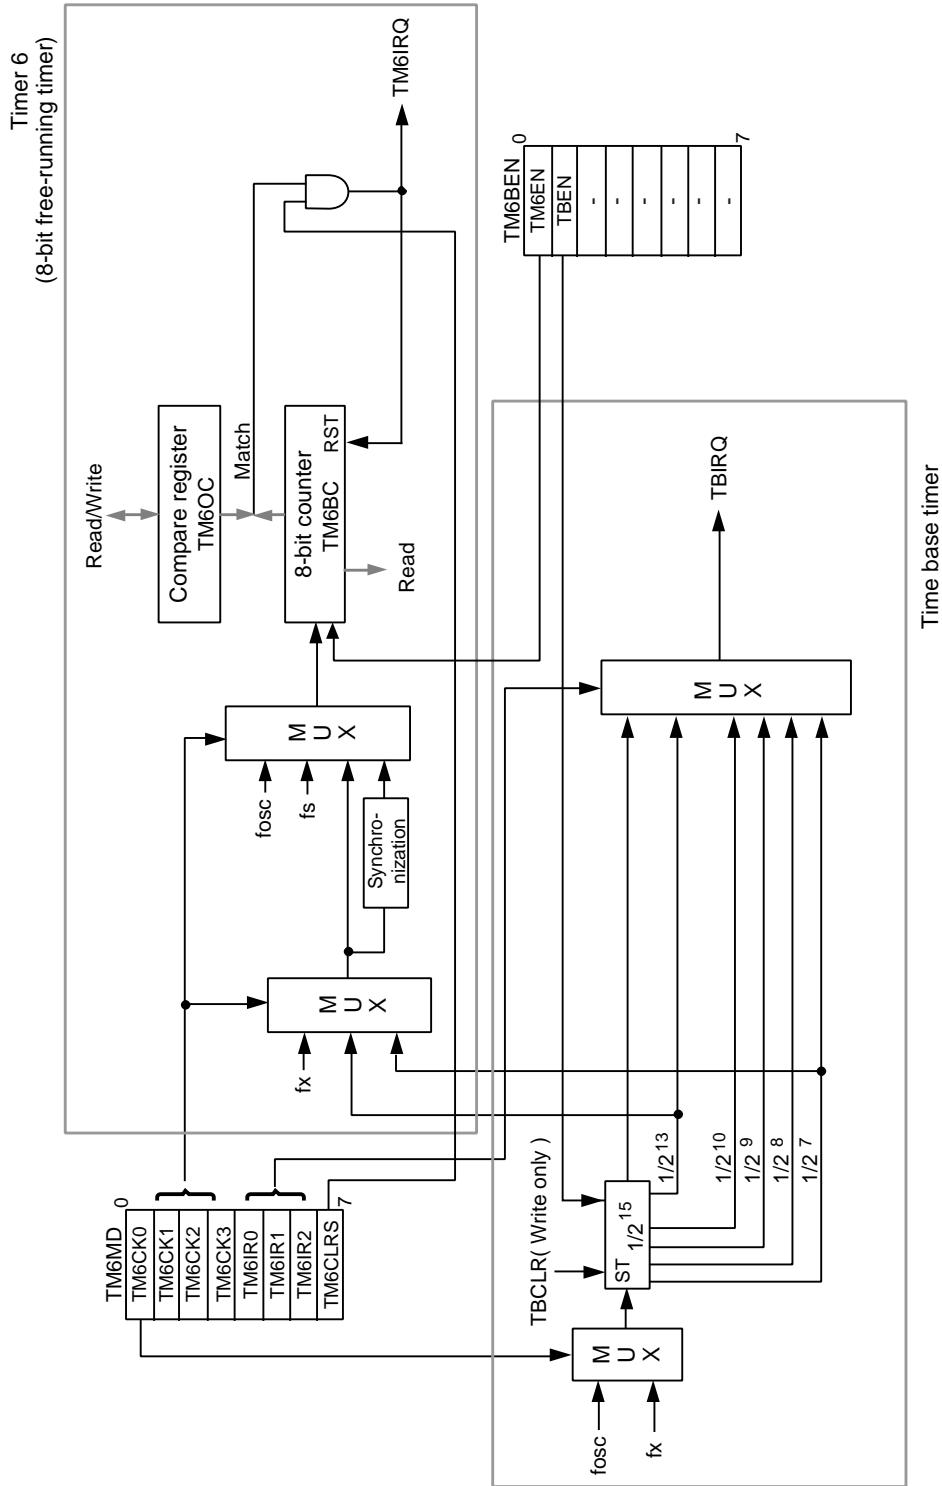 Timer 6
(8-bit free-running timer)
TM6MD
0
TM6CK0
TM6CK1
TM6CK2
TM6CK3
TM6IR0
TM6IR1
TM6IR2
TM6CLRS
7
fx
M
U
X
Synchro-
nization
fosc
fs
M
U
X
Read/Write
Compare register
TM6OC
Match
8-bit counter
TM6BC
RST
Read
TM6IRQ
TM6BEN
0
TM6EN
TBEN
-
-
-
-
-
-
7
fosc
fx
M
U
X
TBCLR( Write only )
ST
1/2 15
1/2 13
1/2 10
1/2 9
1/2 8
1/2 7
M
U
X
TBIRQ
Time base timer